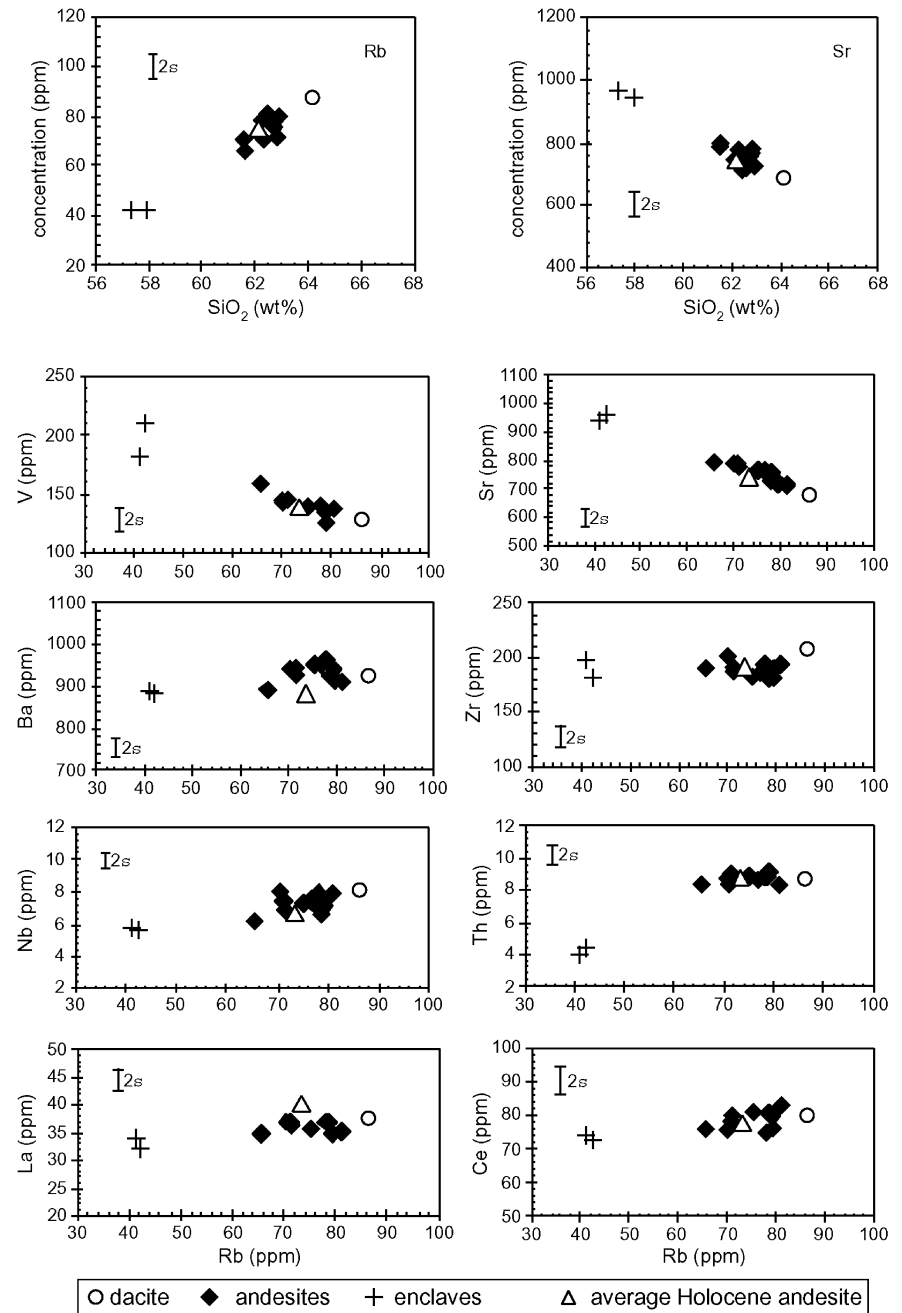 concentration (ppm)
120
100
80
60
40
20
2s
Rb
56 58 60 62 64 66 68
SiO2 (wt%)
concentration (ppm)
1200
1000
800
600
400
2s
Sr
56 58 60 62 64 66 68
SiO2 (wt%)
V (ppm)
250
200
150
100
2s
30 40 50 60 70 80 90 100
Sr (ppm)
1100
1000
900
800
700
600
500
2s
30 40 50 60 70 80 90 100
Ba (ppm)
1100
1000
900
800
700
2s
30 40 50 60 70 80 90 100
Zr (ppm)
250
200
150
100
2s
30 40 50 60 70 80 90 100
Nb (ppm)
12
10
8
6
4
2
2s
30 40 50 60 70 80 90 100
Th (ppm)
12
10
8
6
4
2
2s
30 40 50 60 70 80 90 100
La (ppm)
50
45
40
35
30
25
20
2s
30 40 50 60 70 80 90 100
Rb (ppm)
Ce (ppm)
100
90
80
70
60
50
2s
30 40 50 60 70 80 90 100
Rb (ppm)
dacite andesites enclaves average Holocene andesite